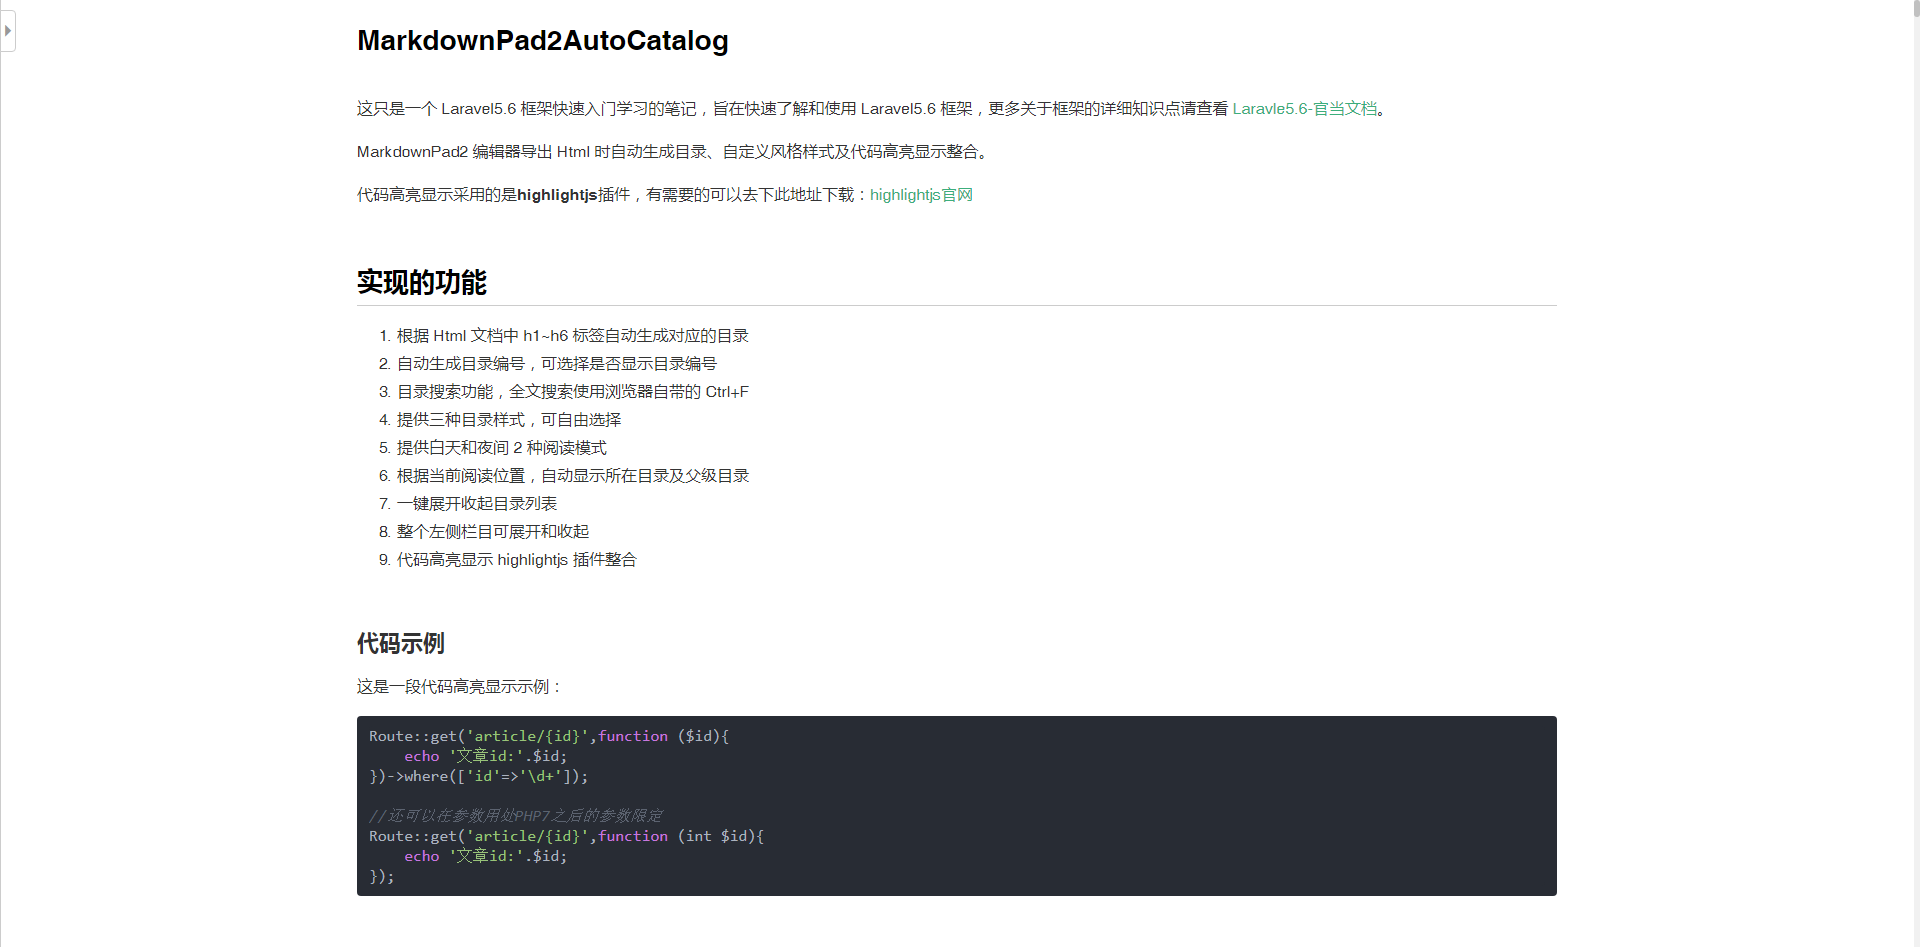 MarkdownPad2AutoCatalog
这只是一个 Laravel5.6 框架快速入门学习的笔记，旨在快速了解和使用 Laravel5.6 框架，更多关于框架的详细知识点请查看 Laravle5.6-官当文档。
MarkdownPad2 编辑器导出 Html 时自动生成目录、自定义风格样式及代码高亮显示整合。
代码高亮显示采用的是highlightjs插件，有需要的可以去下此地址下载：highlightjs官网
实现的功能
1. 根据 Html 文档中 h1~h6 标签自动生成对应的目录
2. 自动生成目录编号，可选择是否显示目录编号
3. 目录搜索功能，全文搜索使用浏览器自带的 Ctrl+F
4. 提供三种目录样式，可自由选择
5. 提供白天和夜间 2 种阅读模式
6. 根据当前阅读位置，自动显示所在目录及父级目录
7. 一键展开收起目录列表
8. 整个左侧栏目可展开和收起
9. 代码高亮显示 highlightjs 插件整合
代码示例
这是一段代码高亮显示示例：
Route::get('article/{id}',function ($id){
    echo '文章id:'.$id;
})->where(['id'=>'\d+']);
//还可以在参数用处PHP7之后的参数限定
Route::get('article/{id}',function (int $id){
    echo '文章id:'.$id;
});